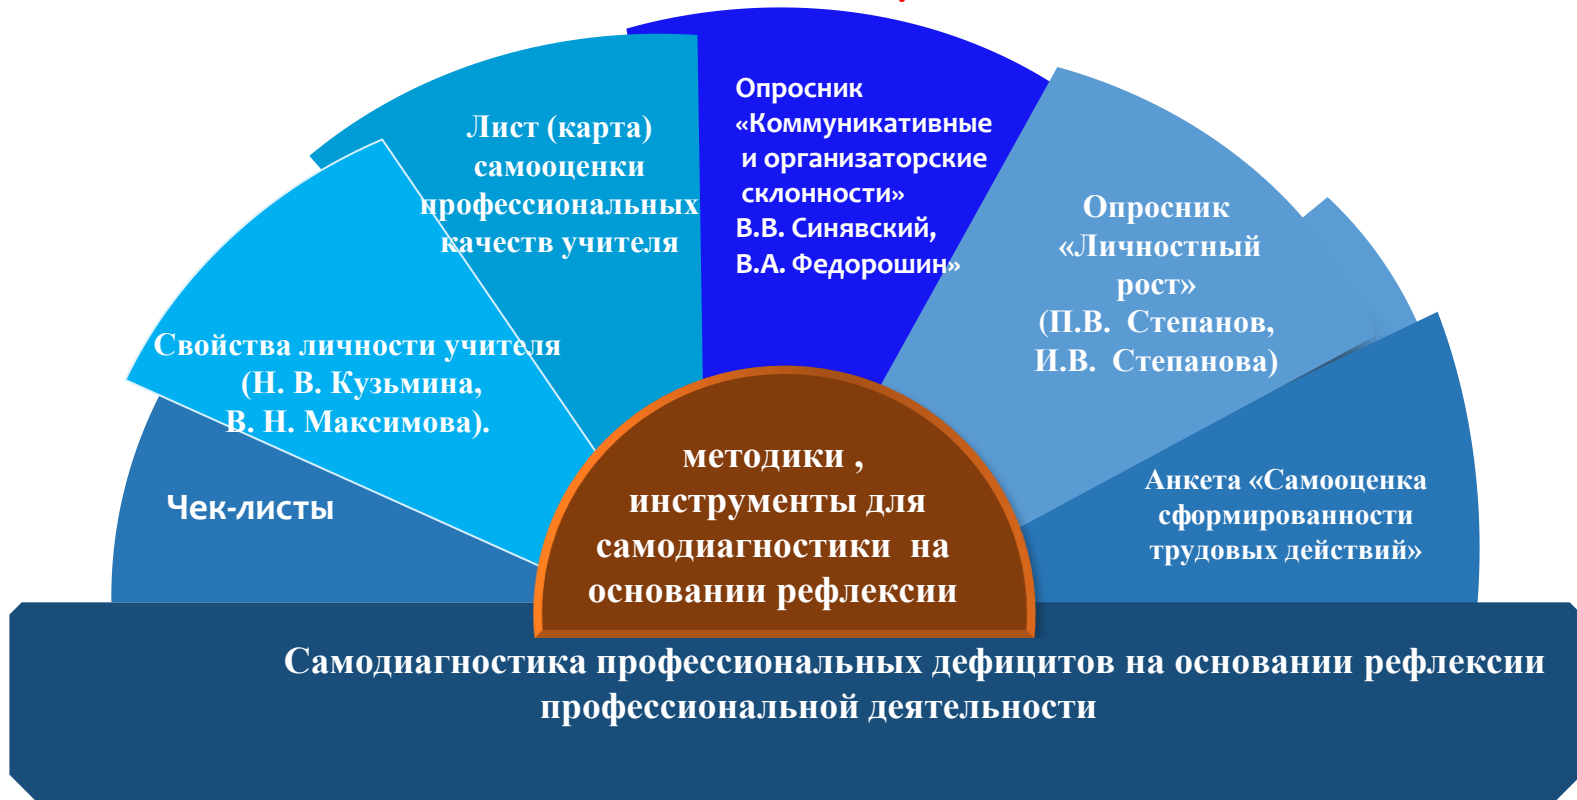 Опросник
«Коммуникативные
и организаторские
склонности»
В.В. Синявский,
В.А. Федорошин»
Лист (карта)
самооценки
профессиональных
качеств учителя
Опросник
«Личностный
рост»
(П.В. Степанов,
И.В. Степанова)
Свойства личности учителя
(Н. В. Кузьмина,
В. Н. Максимова).
Чек-листы
Анкета «Самооценка
сформированности
трудовых действий»
методики ,
инструменты для
самодиагностики на
основании рефлексии
Самодиагностика профессиональных дефицитов на основании рефлексии
профессиональной деятельности